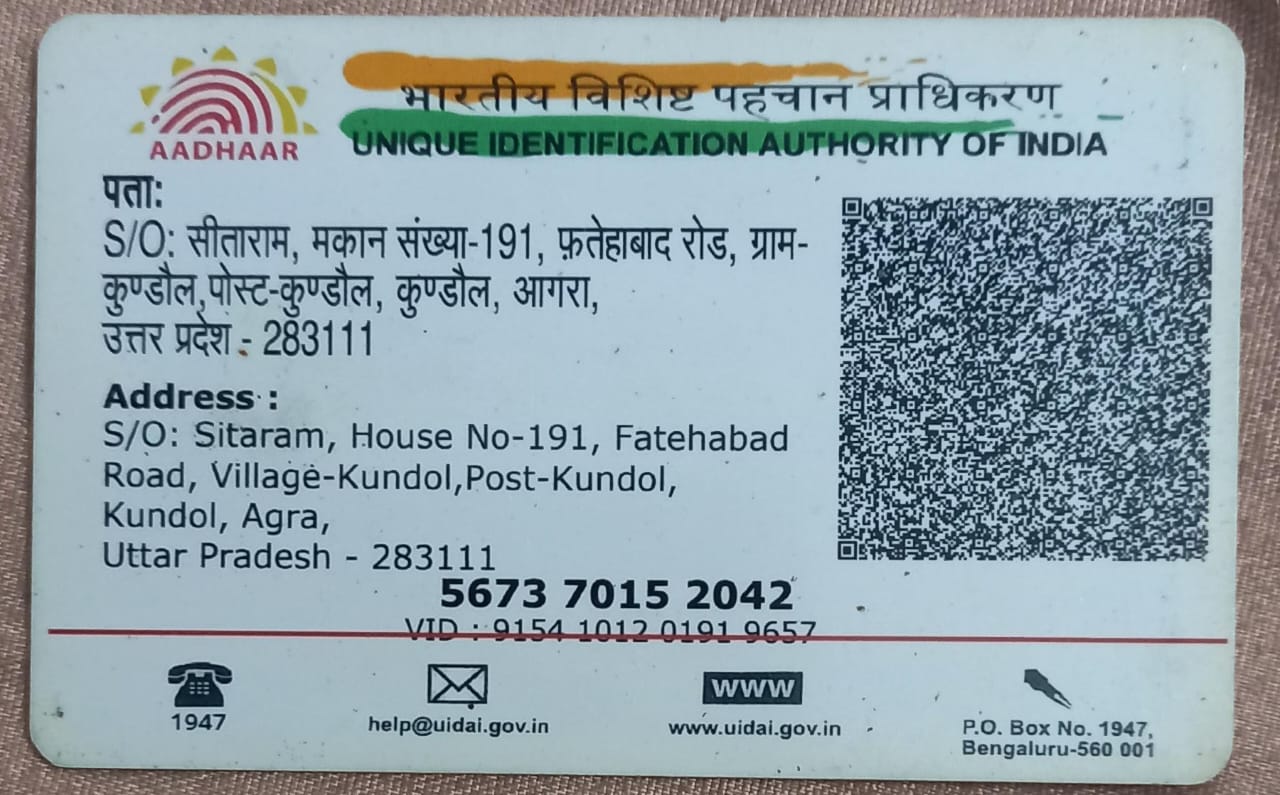 भारतीय विशिष्ट पहचान प्राधिकरण
AADHAAR
UNIQUE IDENTIFICATION AUTHORITY OF INDIA
पता:
S/O: सीताराम, मकान संख्या-191, फ़तेहाबाद रोड, ग्राम-
कुण्डौल,पोस्ट-कुण्डौल, कुण्डौल, आगरा,
उत्तर प्रदेश - 283111
Address :
S/O: Sitaram, House No-191, Fatehabad
Road, Village-Kundol,Post-Kundol,
Kundol, Agra,
Uttar Pradesh - 283111
5673 7015 2042
VID : 9154 1012 0191 9657
1947
help@uidai.gov.in
www
www.uidai.gov.in
P.O. Box No. 1947,
Bengaluru-560 001